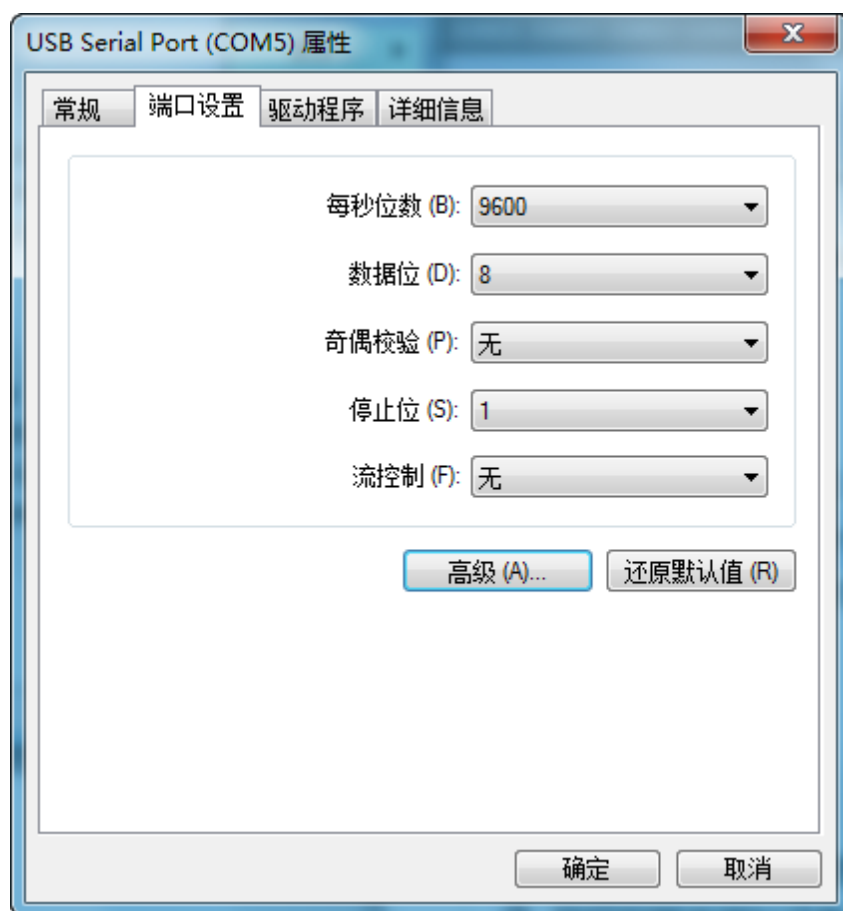 USB Serial Port (COM5) 属性
常规 端口设置 驱动程序 详细信息
每秒位数 (B): 9600
数据位 (D): 8
奇偶校验 (P): 无
停止位 (S): 1
流控制 (F): 无
高级 (A)... 还原默认值 (R)
确定 取消